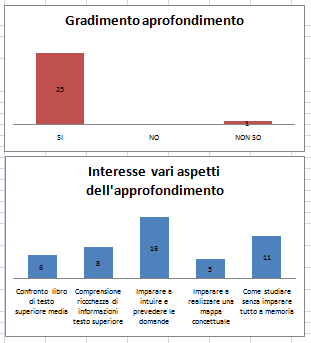 Gradimento aprofondimento
25
1
SI NO NON SO
Interesse vari aspetti
dell'approfondimento
6 8 16 5 11
Confronto libro Comprensione Imparare a Imparare a Come studiare
di testo ricchezza di intuire e realizzare una senza imparare
superiore media informazioni prevedere le mappa tutto a memoria
testo superiore domande concettuale